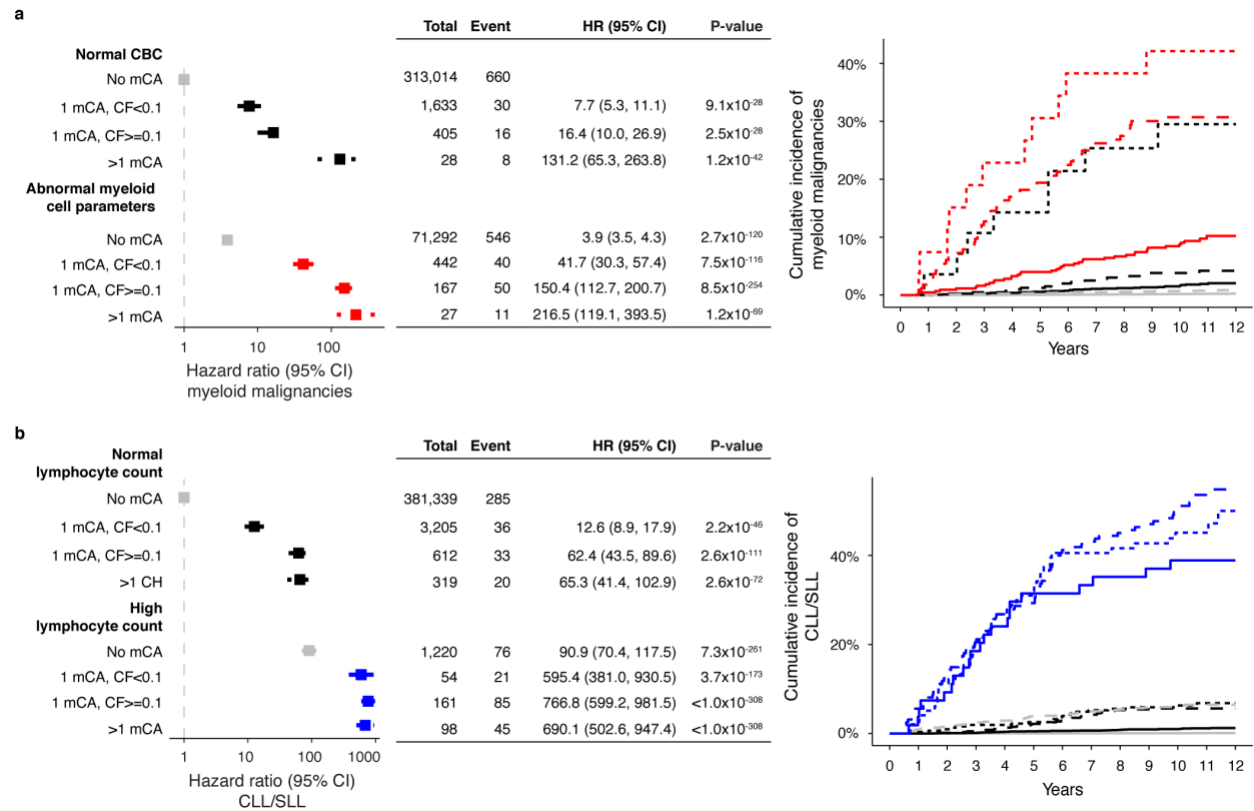 a
Total Event HR (95% CI) P-value
Normal CBC
No mCA 313,014 660
1 mCA, CF<0.1 1,633 30 7.7 (5.3, 11.1) 9.1x10⁻²⁸
1 mCA, CF>=0.1 405 16 16.4 (10.0, 26.9) 2.5x10⁻²⁸
>1 mCA 28 8 131.2 (65.3, 263.8) 1.2x10⁻⁴²
Abnormal myeloid
cell parameters
No mCA 71,292 546 3.9 (3.5, 4.3) 2.7x10⁻¹²⁰
1 mCA, CF<0.1 442 40 41.7 (30.3, 57.4) 7.5x10⁻¹¹⁶
1 mCA, CF>=0.1 167 50 150.4 (112.7, 200.7) 8.5x10⁻²⁵⁴
>1 mCA 27 11 216.5 (119.1, 393.5) 1.2x10⁻⁶⁹
1 10 100
Hazard ratio (95% CI)
myeloid malignancies
Cumulative incidence of
myeloid malignancies
40%
30%
20%
10%
0%
0 1 2 3 4 5 6 7 8 9 10 11 12
Years
b
Total Event HR (95% CI) P-value
Normal
lymphocyte count
No mCA 381,339 285
1 mCA, CF<0.1 3,205 36 12.6 (8.9, 17.9) 2.2x10⁻⁴⁶
1 mCA, CF>=0.1 612 33 62.4 (43.5, 89.6) 2.6x10⁻¹¹¹
>1 CH 319 20 65.3 (41.4, 102.9) 2.6x10⁻⁷²
High
lymphocyte count
No mCA 1,220 76 90.9 (70.4, 117.5) 7.3x10⁻²⁶¹
1 mCA, CF<0.1 54 21 595.4 (381.0, 930.5) 3.7x10⁻¹⁷³
1 mCA, CF>=0.1 161 85 766.8 (599.2, 981.5) <1.0x10⁻³⁰⁸
>1 mCA 98 45 690.1 (502.6, 947.4) <1.0x10⁻³⁰⁸
1 10 100 1000
Hazard ratio (95% CI)
CLL/SLL
Cumulative incidence of
CLL/SLL
40%
20%
0%
0 1 2 3 4 5 6 7 8 9 10 11 12
Years